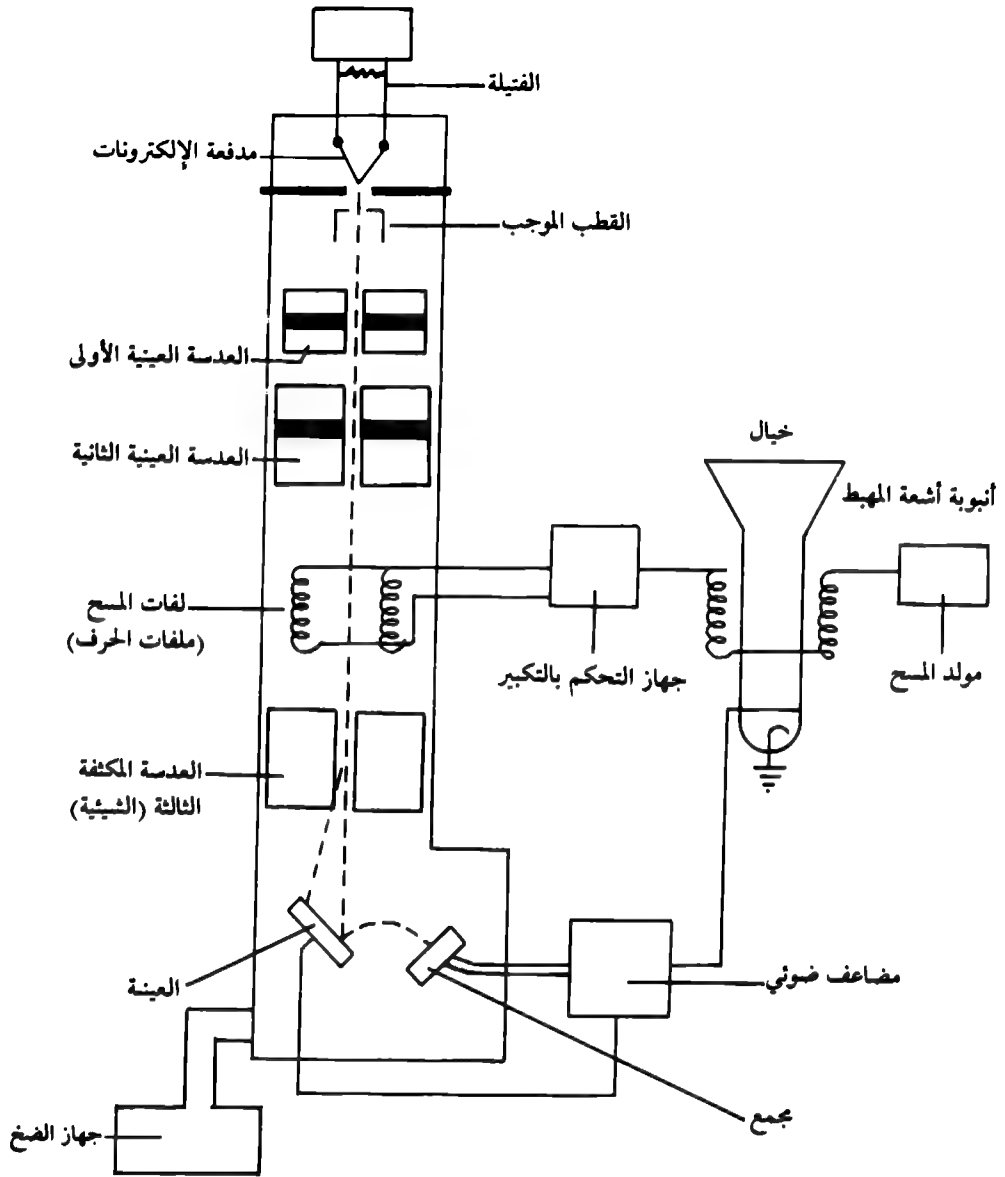 الفتيلة
مدفعة الإلكترونات
القطب الموجب
العدسة العينية الأولى
العدسة العينية الثانية
خيال
أنبوبة أشعة المهبط
لفات المسح
(ملفات الحرف)
جهاز التحكم بالتكبير
مولد المسح
العدسة المكثفة
الثالثة (الشيئية)
العينة
مضاعف ضوئي
مجمع
جهاز الضخ